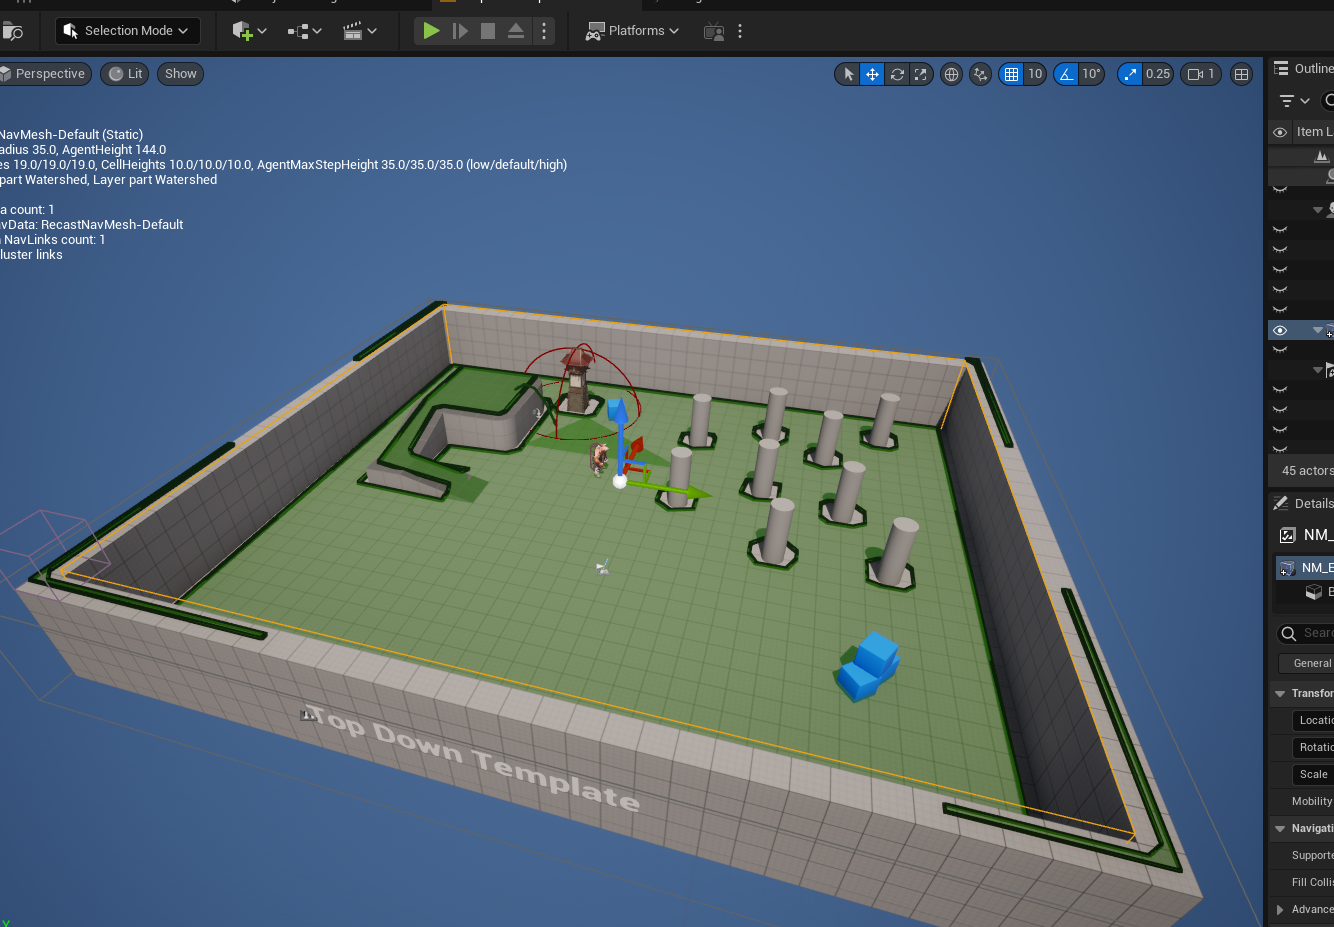 Selection Mode
Platforms
Perspective
Lit
Show
10
10°
0.25
1
NavMesh-Default (Static)
adius 35.0, AgentHeight 144.0
es 19.0/19.0/19.0, CellHeights 10.0/10.0/10.0, AgentMaxStepHeight 35.0/35.0/35.0 (low/default/high)
part Watershed, Layer part Watershed
a count: 1
vData: RecastNavMesh-Default
NavLinks count: 1
luster links
Top Down Template
Outline
Item L
45 actors
Details
NM_
NM_E
Sear
General
Transfor
Locatio
Rotatio
Scale
Mobility
Navigati
Supporte
Fill Collis
Advance
Y